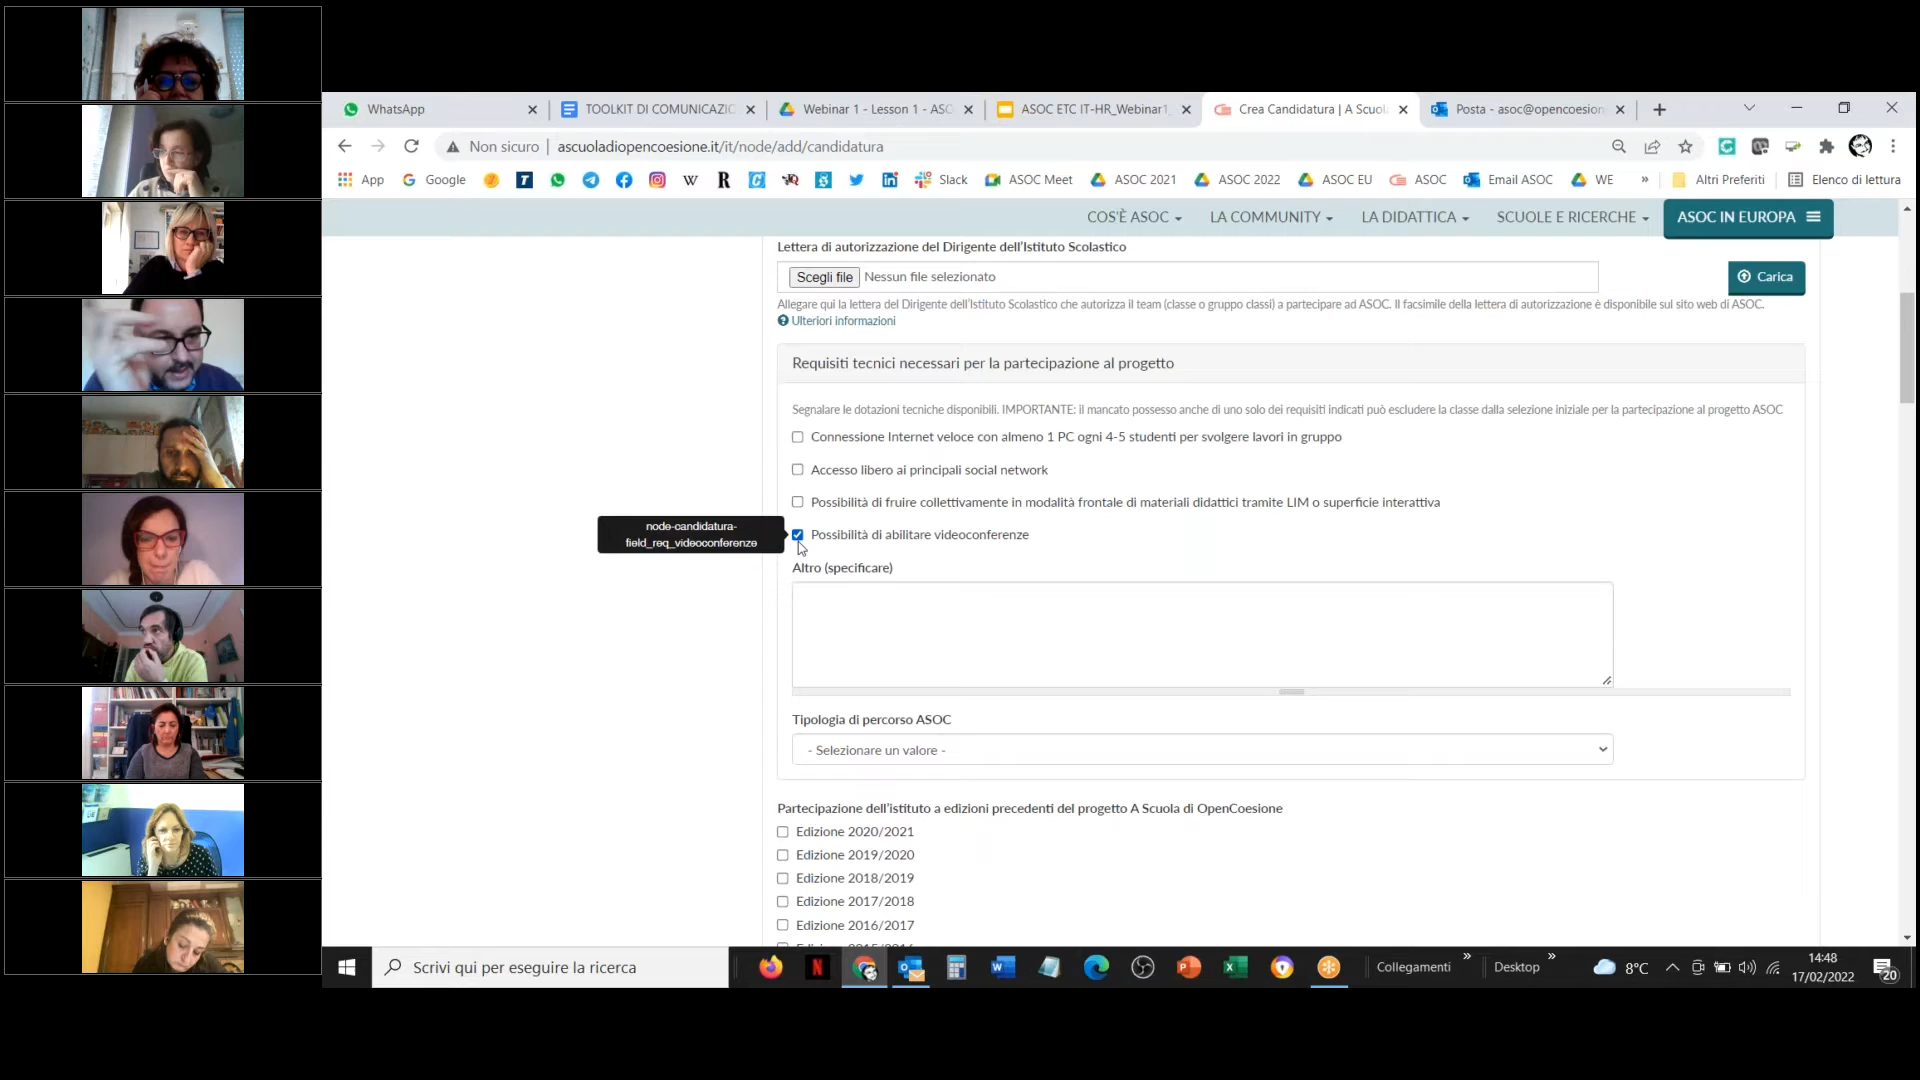 WhatsApp
TOOLKIT DI COMUNICAZIO
Webinar 1 - Lesson 1 - ASO
ASOC ETC IT-HR_Webinar1_
Crea Candidatura | A Scuola
Posta - asoc@opencoesion
Non sicuro
ascuoladiopencoesione.it/it/node/add/candidatura
App
Google
Slack
ASOC Meet
ASOC 2021
ASOC 2022
ASOC EU
ASOC
Email ASOC
WE
»
Altri Preferiti
Elenco di lettura
COS'È ASOC
LA COMMUNITY
LA DIDATTICA
SCUOLE E RICERCHE
ASOC IN EUROPA
Lettera di autorizzazione del Dirigente dell'Istituto Scolastico
Scegli file Nessun file selezionato
Carica
Allegare qui la lettera del Dirigente dell'Istituto Scolastico che autorizza il team (classe o gruppo classi) a partecipare ad ASOC. Il facsimile della lettera di autorizzazione è disponibile sul sito web di ASOC.
Ulteriori informazioni
Requisiti tecnici necessari per la partecipazione al progetto
Segnalare le dotazioni tecniche disponibili. IMPORTANTE: il mancato possesso anche di uno solo dei requisiti indicati può escludere la classe dalla selezione iniziale per la partecipazione al progetto ASOC
Connessione Internet veloce con almeno 1 PC ogni 4-5 studenti per svolgere lavori in gruppo
Accesso libero ai principali social network
Possibilità di fruire collettivamente in modalità frontale di materiali didattici tramite LIM o superficie interattiva
node-candidatura-
field_req_videoconferenze
Possibilità di abilitare videoconferenze
Altro (specificare)
Tipologia di percorso ASOC
- Selezionare un valore -
Partecipazione dell'istituto a edizioni precedenti del progetto A Scuola di OpenCoesione
Edizione 2020/2021
Edizione 2019/2020
Edizione 2018/2019
Edizione 2017/2018
Edizione 2016/2017
Scrivi qui per eseguire la ricerca
Collegamenti
»
Desktop
»
8°C
14:48
17/02/2022
20